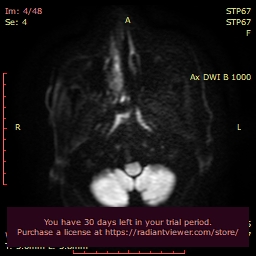 Im: 4/48
Se: 4
A
STP67
STP67
F
Ax DWI B 1000
R
L
You have 30 days left in your trial period.
Purchase a license at https://radiantviewer.com/store/